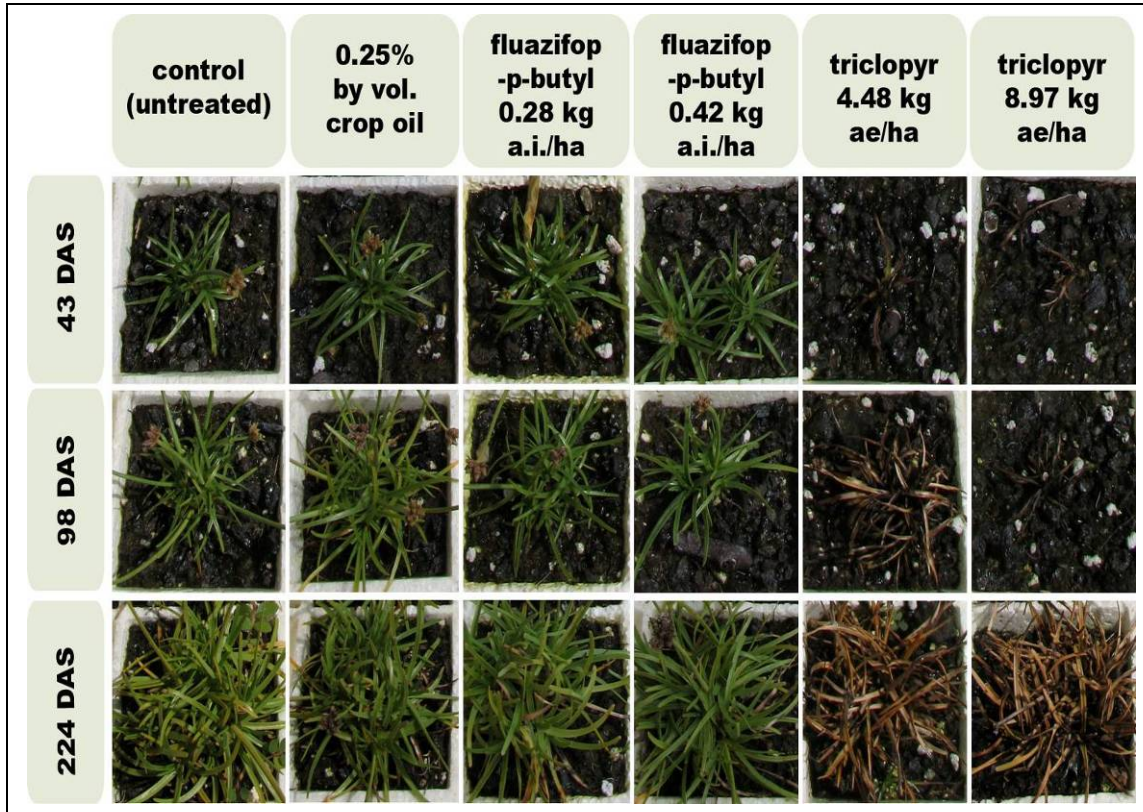 control
(untreated)
0.25%
by vol.
crop oil
fluazifop
-p-butyl
0.28 kg
a.i./ha
fluazifop
-p-butyl
0.42 kg
a.i./ha
triclopyr
4.48 kg
ae/ha
triclopyr
8.97 kg
ae/ha
43 DAS
98 DAS
224 DAS